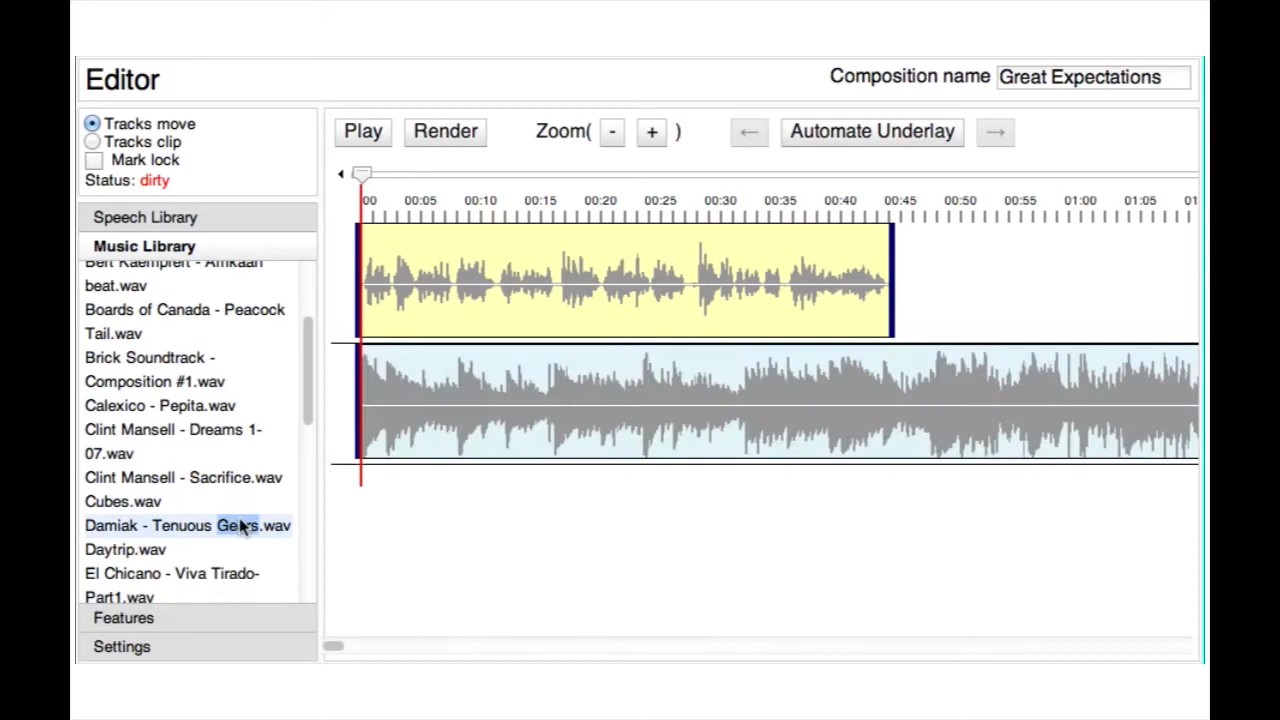 Editor
Composition name Great Expectations
Tracks move
Tracks clip
Mark lock
Status: dirty
Play Render Zoom( - + ) ← Automate Underlay →
00 00:05 00:10 00:15 00:20 00:25 00:30 00:35 00:40 00:45 00:50 00:55 01:00 01:05 01
Speech Library
Music Library
Bert Kaempfert - Afrikaan
beat.wav
Boards of Canada - Peacock
Tail.wav
Brick Soundtrack -
Composition #1.wav
Calexico - Pepita.wav
Clint Mansell - Dreams 1-
07.wav
Clint Mansell - Sacrifice.wav
Cubes.wav
Damiak - Tenuous Gears.wav
Daytrip.wav
El Chicano - Viva Tirado-
Part1.wav
Features
Settings